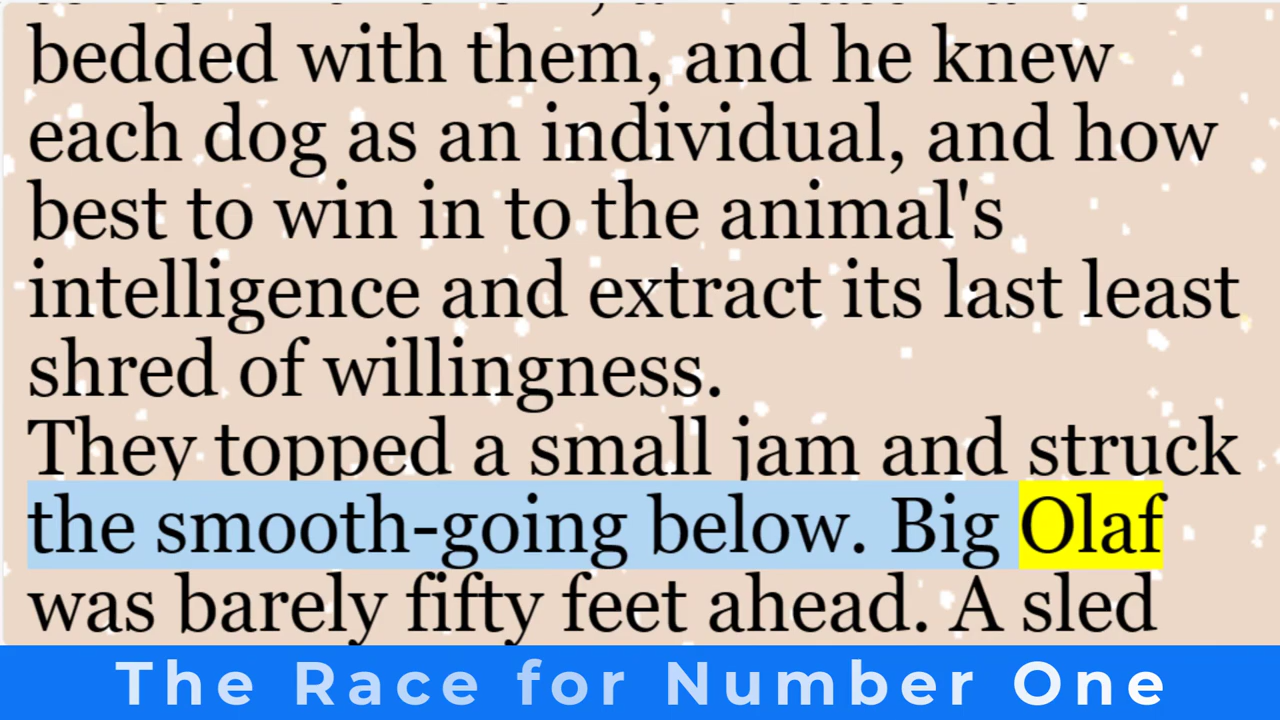 bedded with them, and he knew
each dog as an individual, and how
best to win in to the animal's
intelligence and extract its last least
shred of willingness.
They topped a small jam and struck
the smooth-going below. Big Olaf
was barely fifty feet ahead. A sled
The Race for Number One